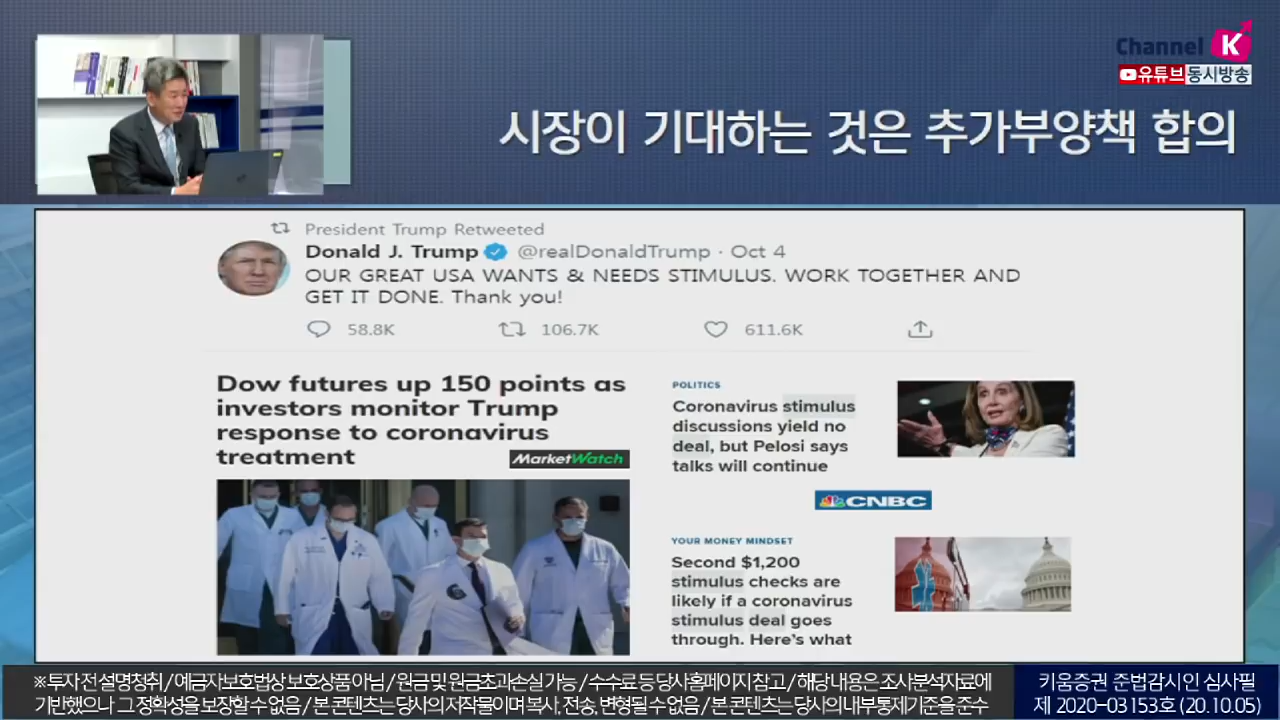 Channel K
유튜브동시방송
시장이 기대하는 것은 추가부양책 합의
President Trump Retweeted
Donald J. Trump @realDonaldTrump · Oct 4
OUR GREAT USA WANTS & NEEDS STIMULUS. WORK TOGETHER AND
GET IT DONE. Thank you!
58.8K 106.7K 611.6K
Dow futures up 150 points as
investors monitor Trump
response to coronavirus
treatment
MarketWatch
POLITICS
Coronavirus stimulus
discussions yield no
deal, but Pelosi says
talks will continue
CNBC
YOUR MONEY MINDSET
Second $1,200
stimulus checks are
likely if a coronavirus
stimulus deal goes
through. Here's what
※ 투자 전 설명청취 / 예금자보호법상 보호상품 아님 / 원금 및 원금초과손실 가능 / 수수료 등 당사홈페이지 참고 / 해당 내용은 조사분석자료에
기반했으나 그 정확성을 보장할 수 없음 / 본 콘텐츠는 당사의 저작물이며 복사, 전송, 변형될 수 없음 / 본 콘텐츠는 당사의 내부통제기준을 준수
키움증권 준법감시인 심사필
제 2020-03153호 (20.10.05)